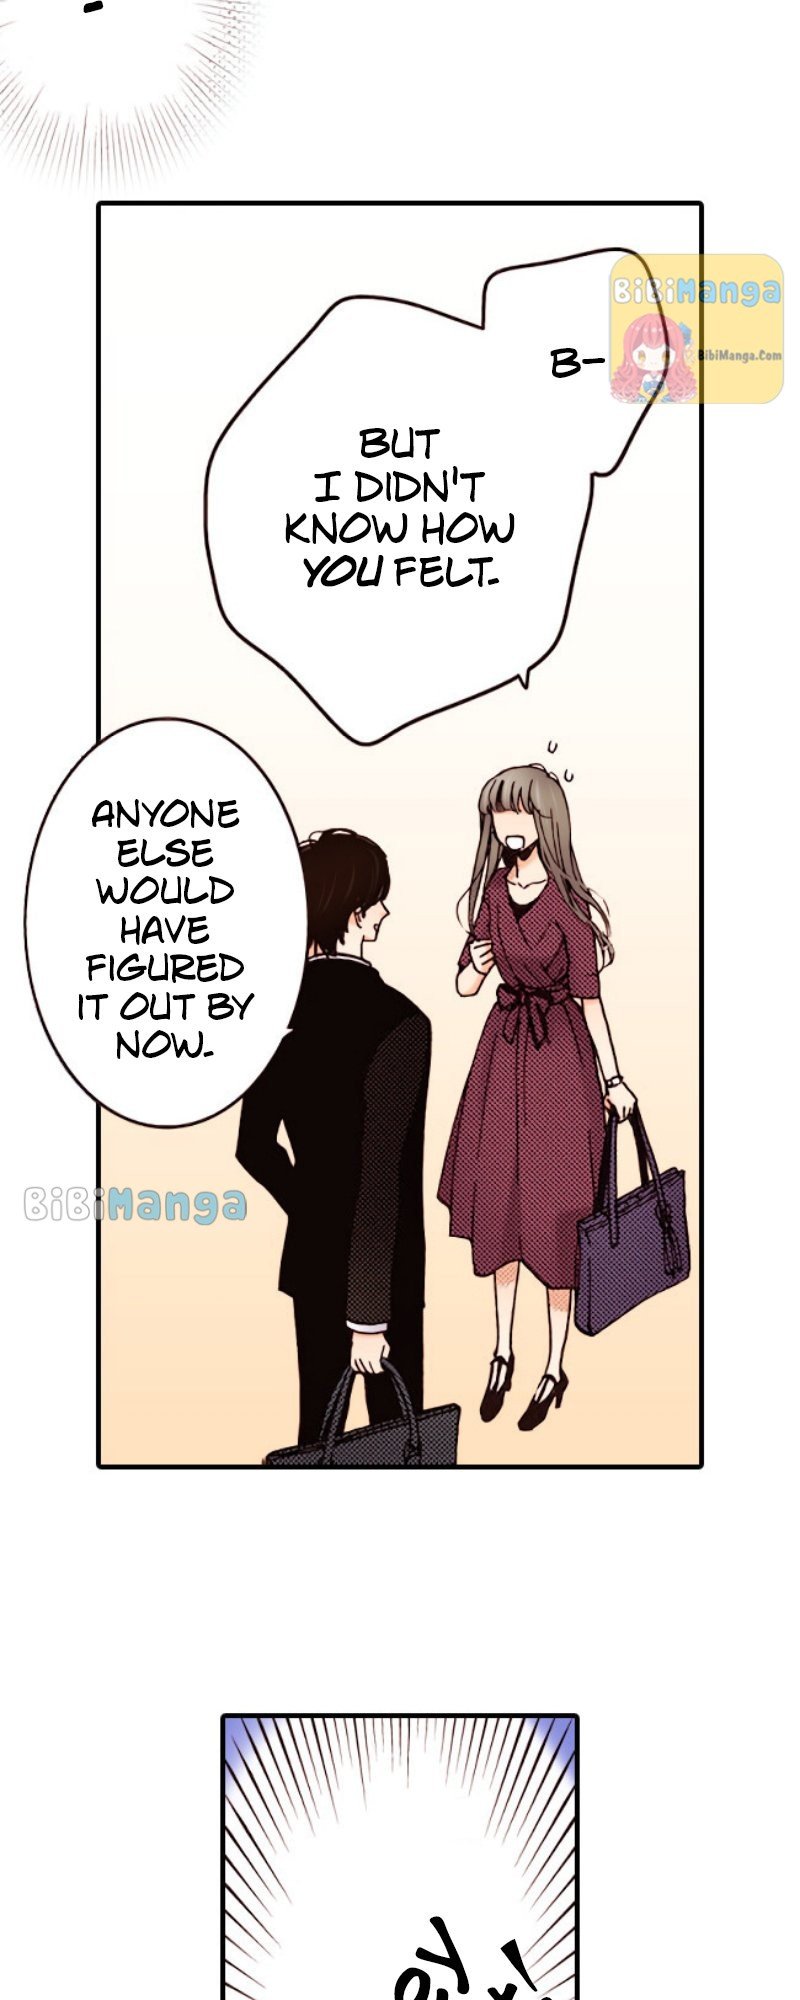 B-
BUT
I DIDN'T
KNOW HOW
YOU FELT.
BiBiManga
BibiManga.Com
ANYONE
ELSE
WOULD
HAVE
FIGURED
IT OUT BY
NOW.
BiBiManga